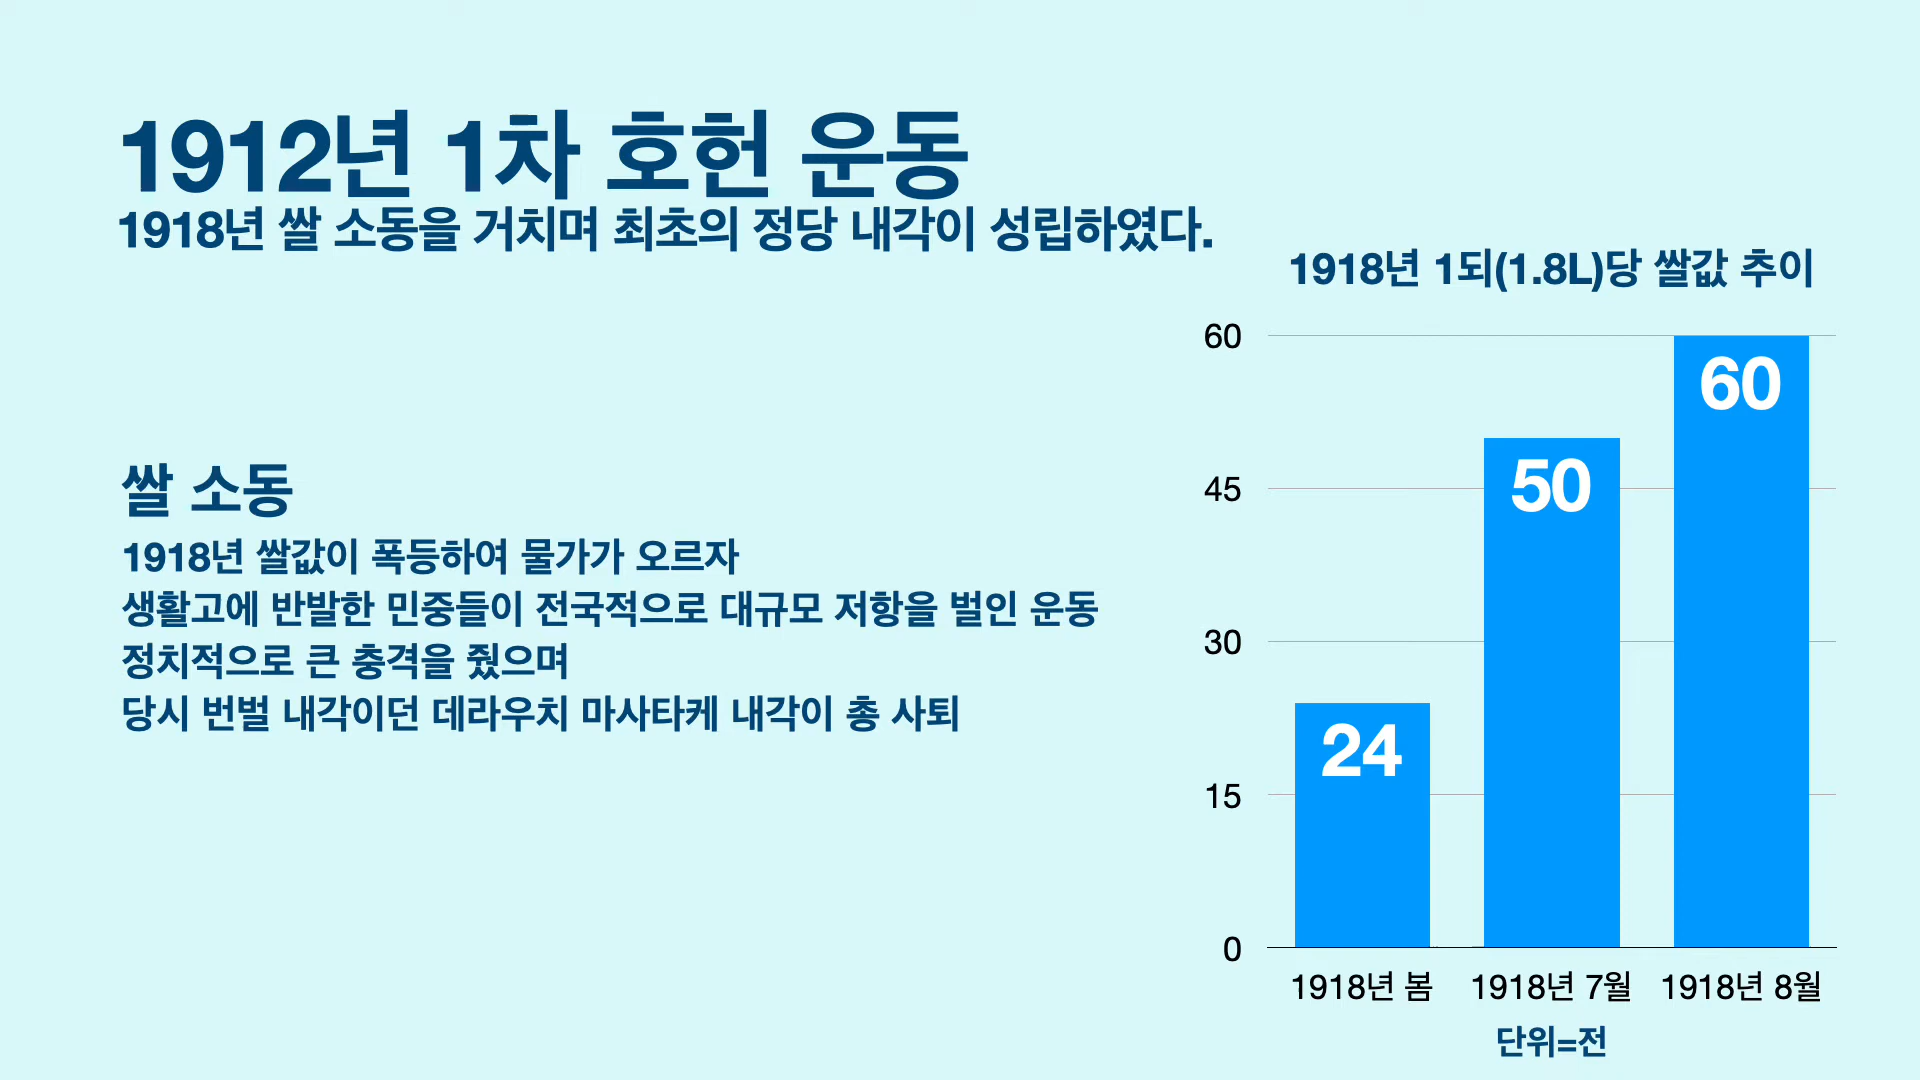 1912년 1차 호헌 운동
1918년 쌀 소동을 거치며 최초의 정당 내각이 성립하였다.
쌀 소동
1918년 쌀값이 폭등하여 물가가 오르자
생활고에 반발한 민중들이 전국적으로 대규모 저항을 벌인 운동
정치적으로 큰 충격을 줬으며
당시 번벌 내각이던 데라우치 마사타케 내각이 총 사퇴
1918년 1되(1.8L)당 쌀값 추이
60
45
30
15
0
24
50
60
1918년 봄
1918년 7월
1918년 8월
단위=전